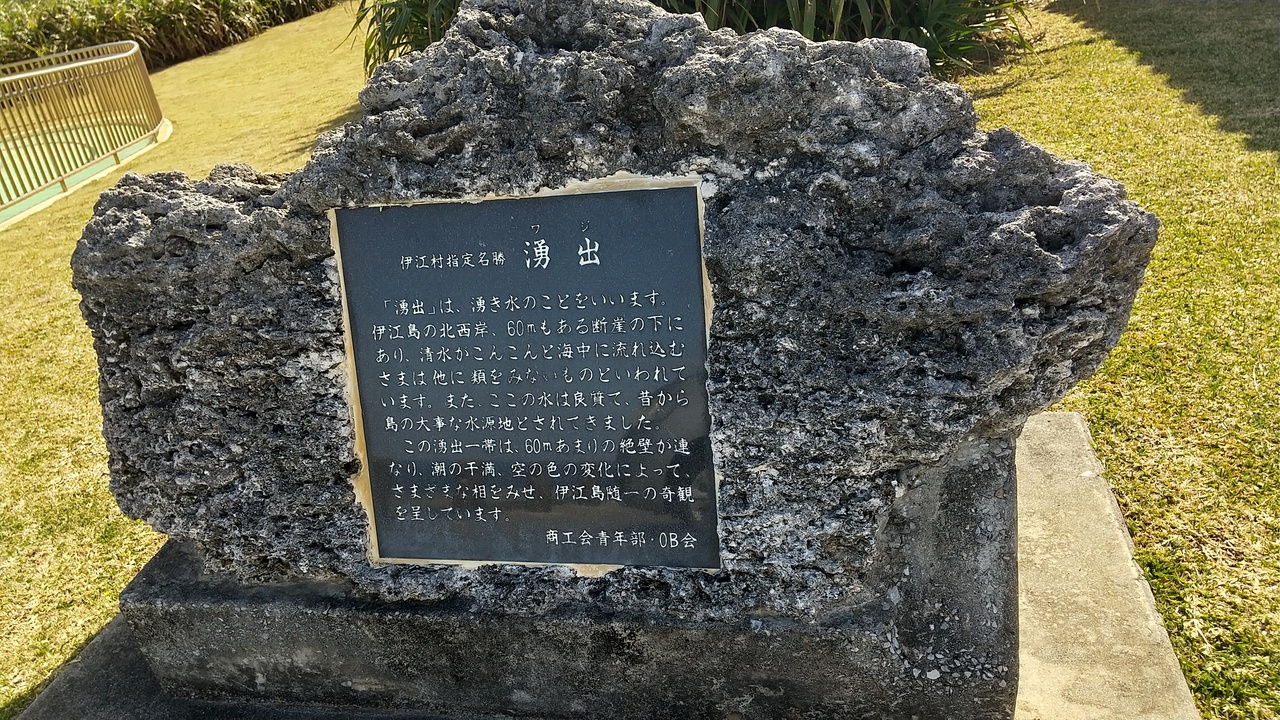 ワジ
伊江村指定名勝 湧出
「湧出」は、湧き水のことをいいます。
伊江島の北西岸、60mもある断崖の下に
あり、清水がこんこんと海中に流れ込む
さまは他に類をみないものといわれて
います。また、ここの水は良質で、昔から
島の大事な水源地とされてきました。
この湧出一帯は、60mあまりの絶壁が連
なり、潮の干満、空の色の変化によって、
さまざまな相をみせ、伊江島随一の奇観
を呈しています。
商工会青年部・OB会